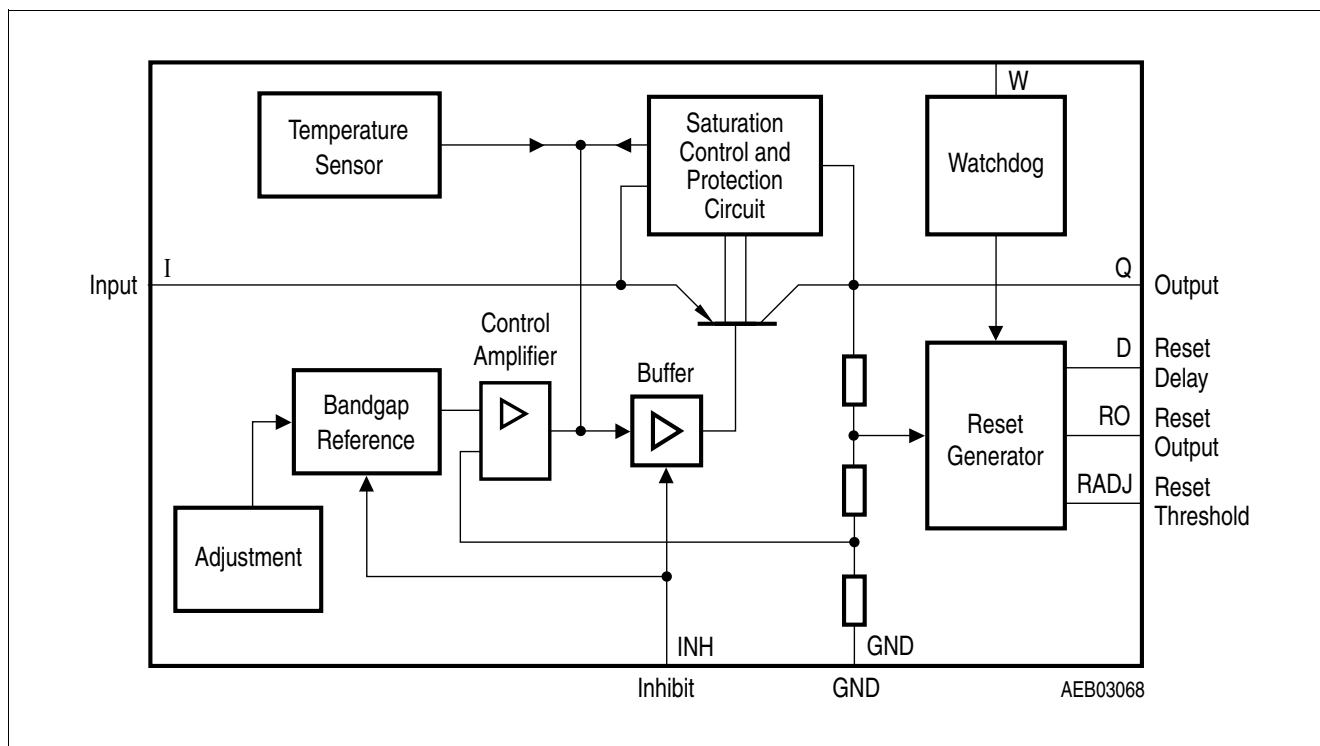 W
Temperature
Sensor
Saturation
Control and
Protection
Circuit
Watchdog
Input
I
Q
Output
Control
Amplifier
Buffer
Bandgap
Reference
Reset
Generator
D
Reset
Delay
RO
Reset
Output
RADJ
Reset
Threshold
Adjustment
INH
GND
Inhibit
GND
AEB03068